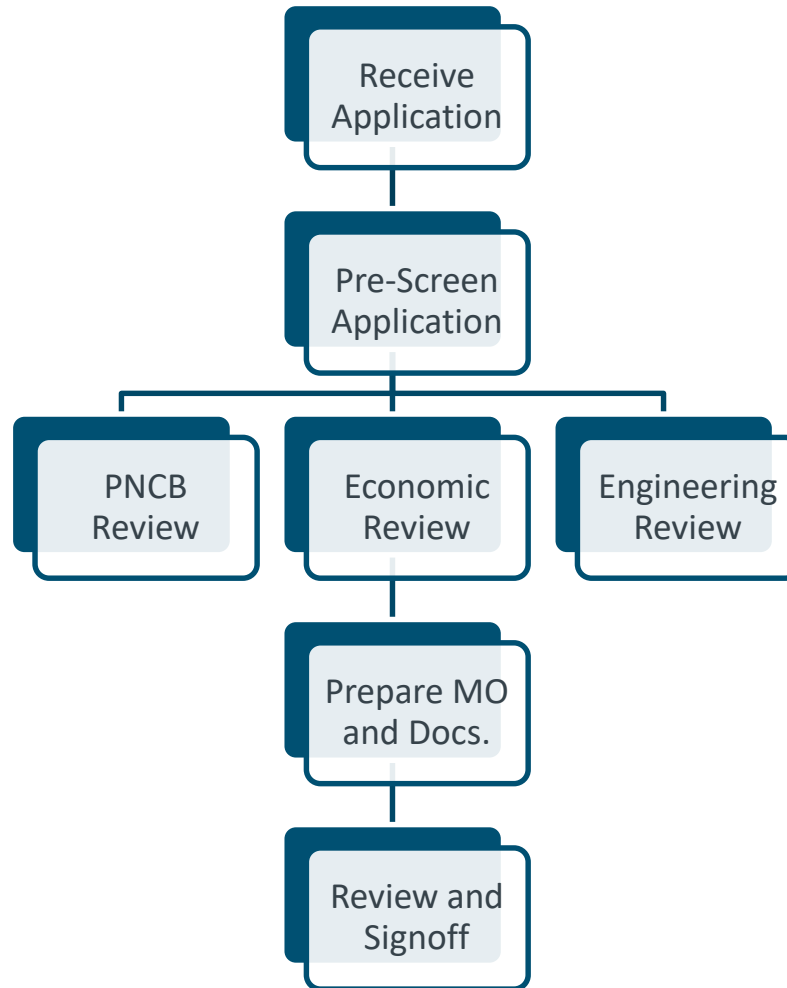 Receive
Application
Pre-Screen
Application
PNCB
Review
Economic
Review
Engineering
Review
Prepare MO
and Docs.
Review and
Signoff